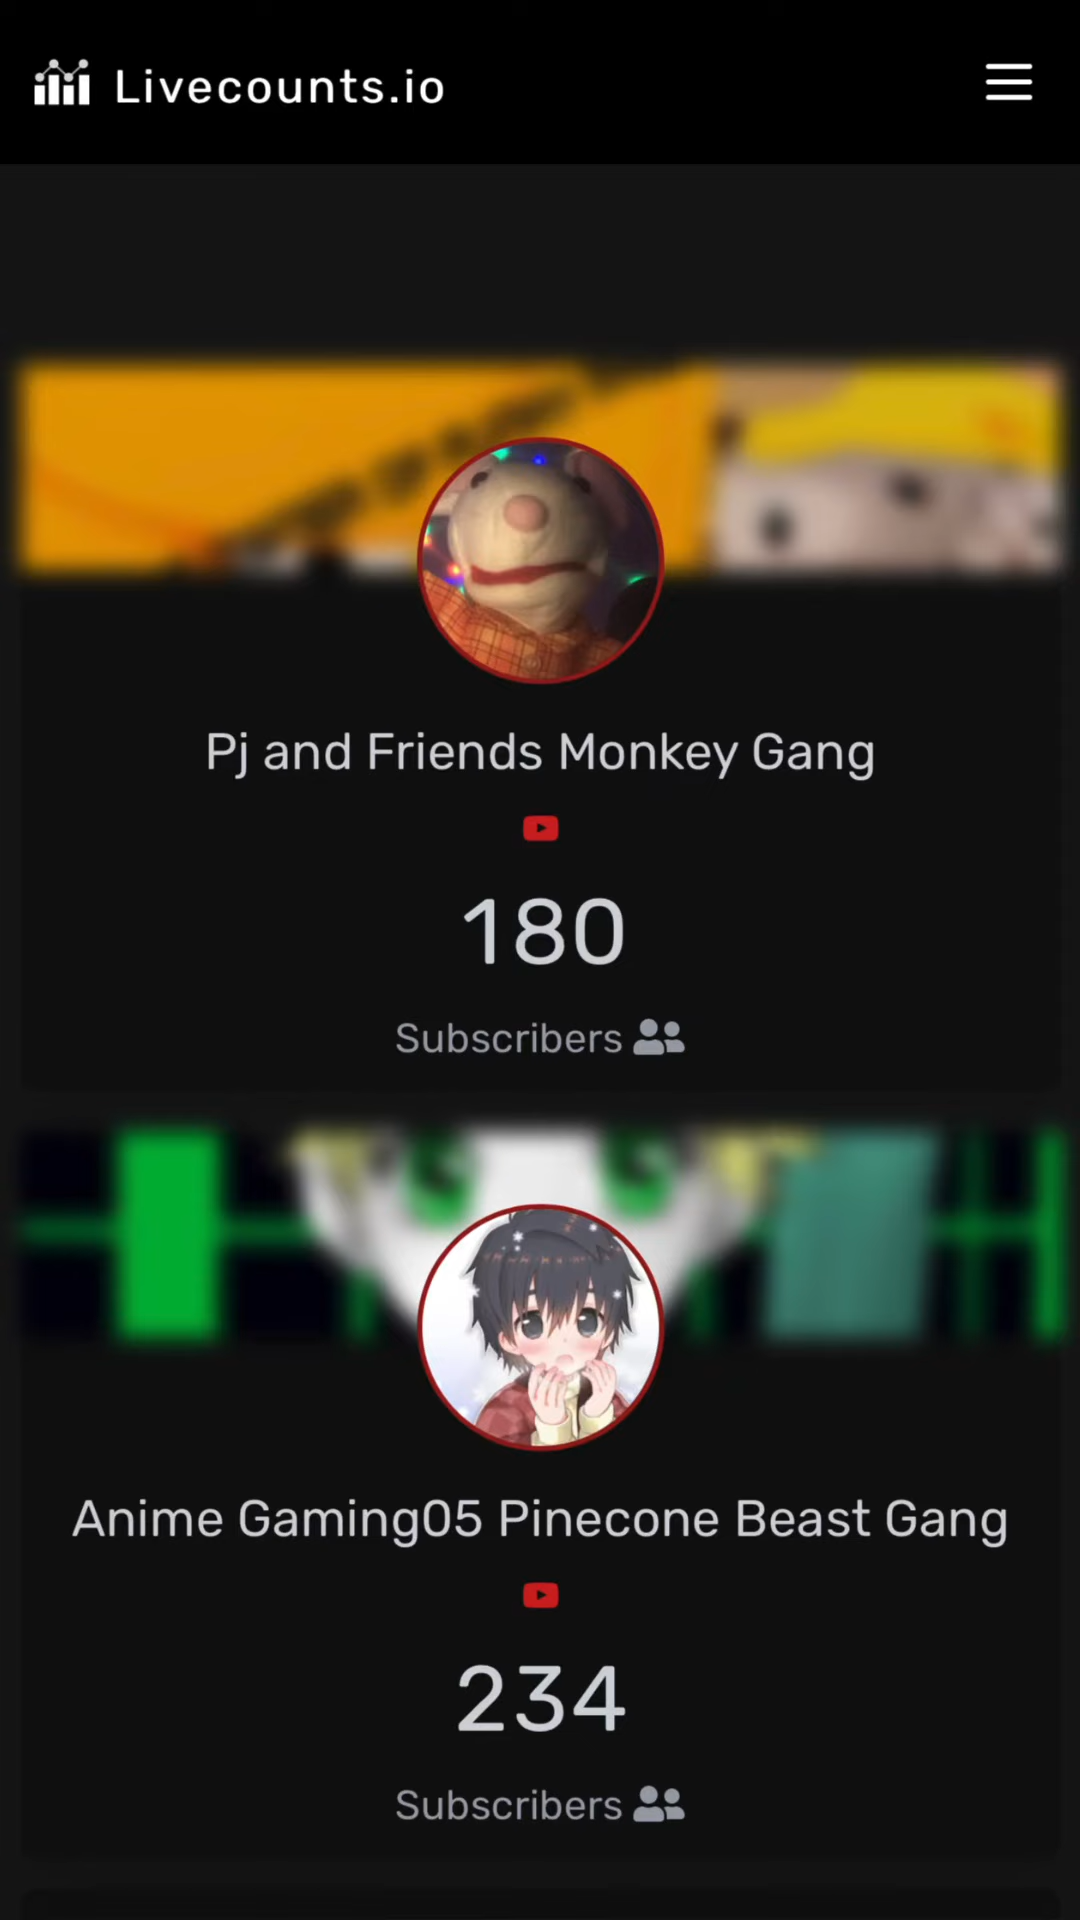 Livecounts.io
Pj and Friends Monkey Gang
180
Subscribers
Anime Gaming05 Pinecone Beast Gang
234
Subscribers